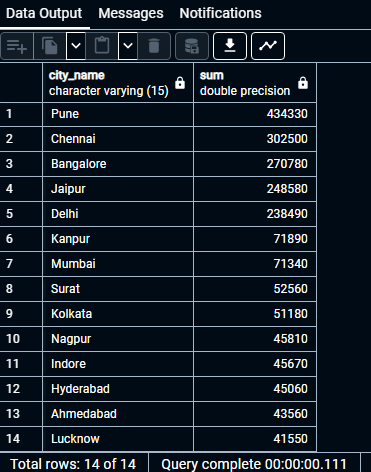 Data Output Messages Notifications
city_name sum
character varying (15) double precision
1 Pune 434330
2 Chennai 302500
3 Bangalore 270780
4 Jaipur 248580
5 Delhi 238490
6 Kanpur 71890
7 Mumbai 71340
8 Surat 52560
9 Kolkata 51180
10 Nagpur 45810
11 Indore 45670
12 Hyderabad 45060
13 Ahmedabad 43560
14 Lucknow 41550
Total rows: 14 of 14 Query complete 00:00:00.111